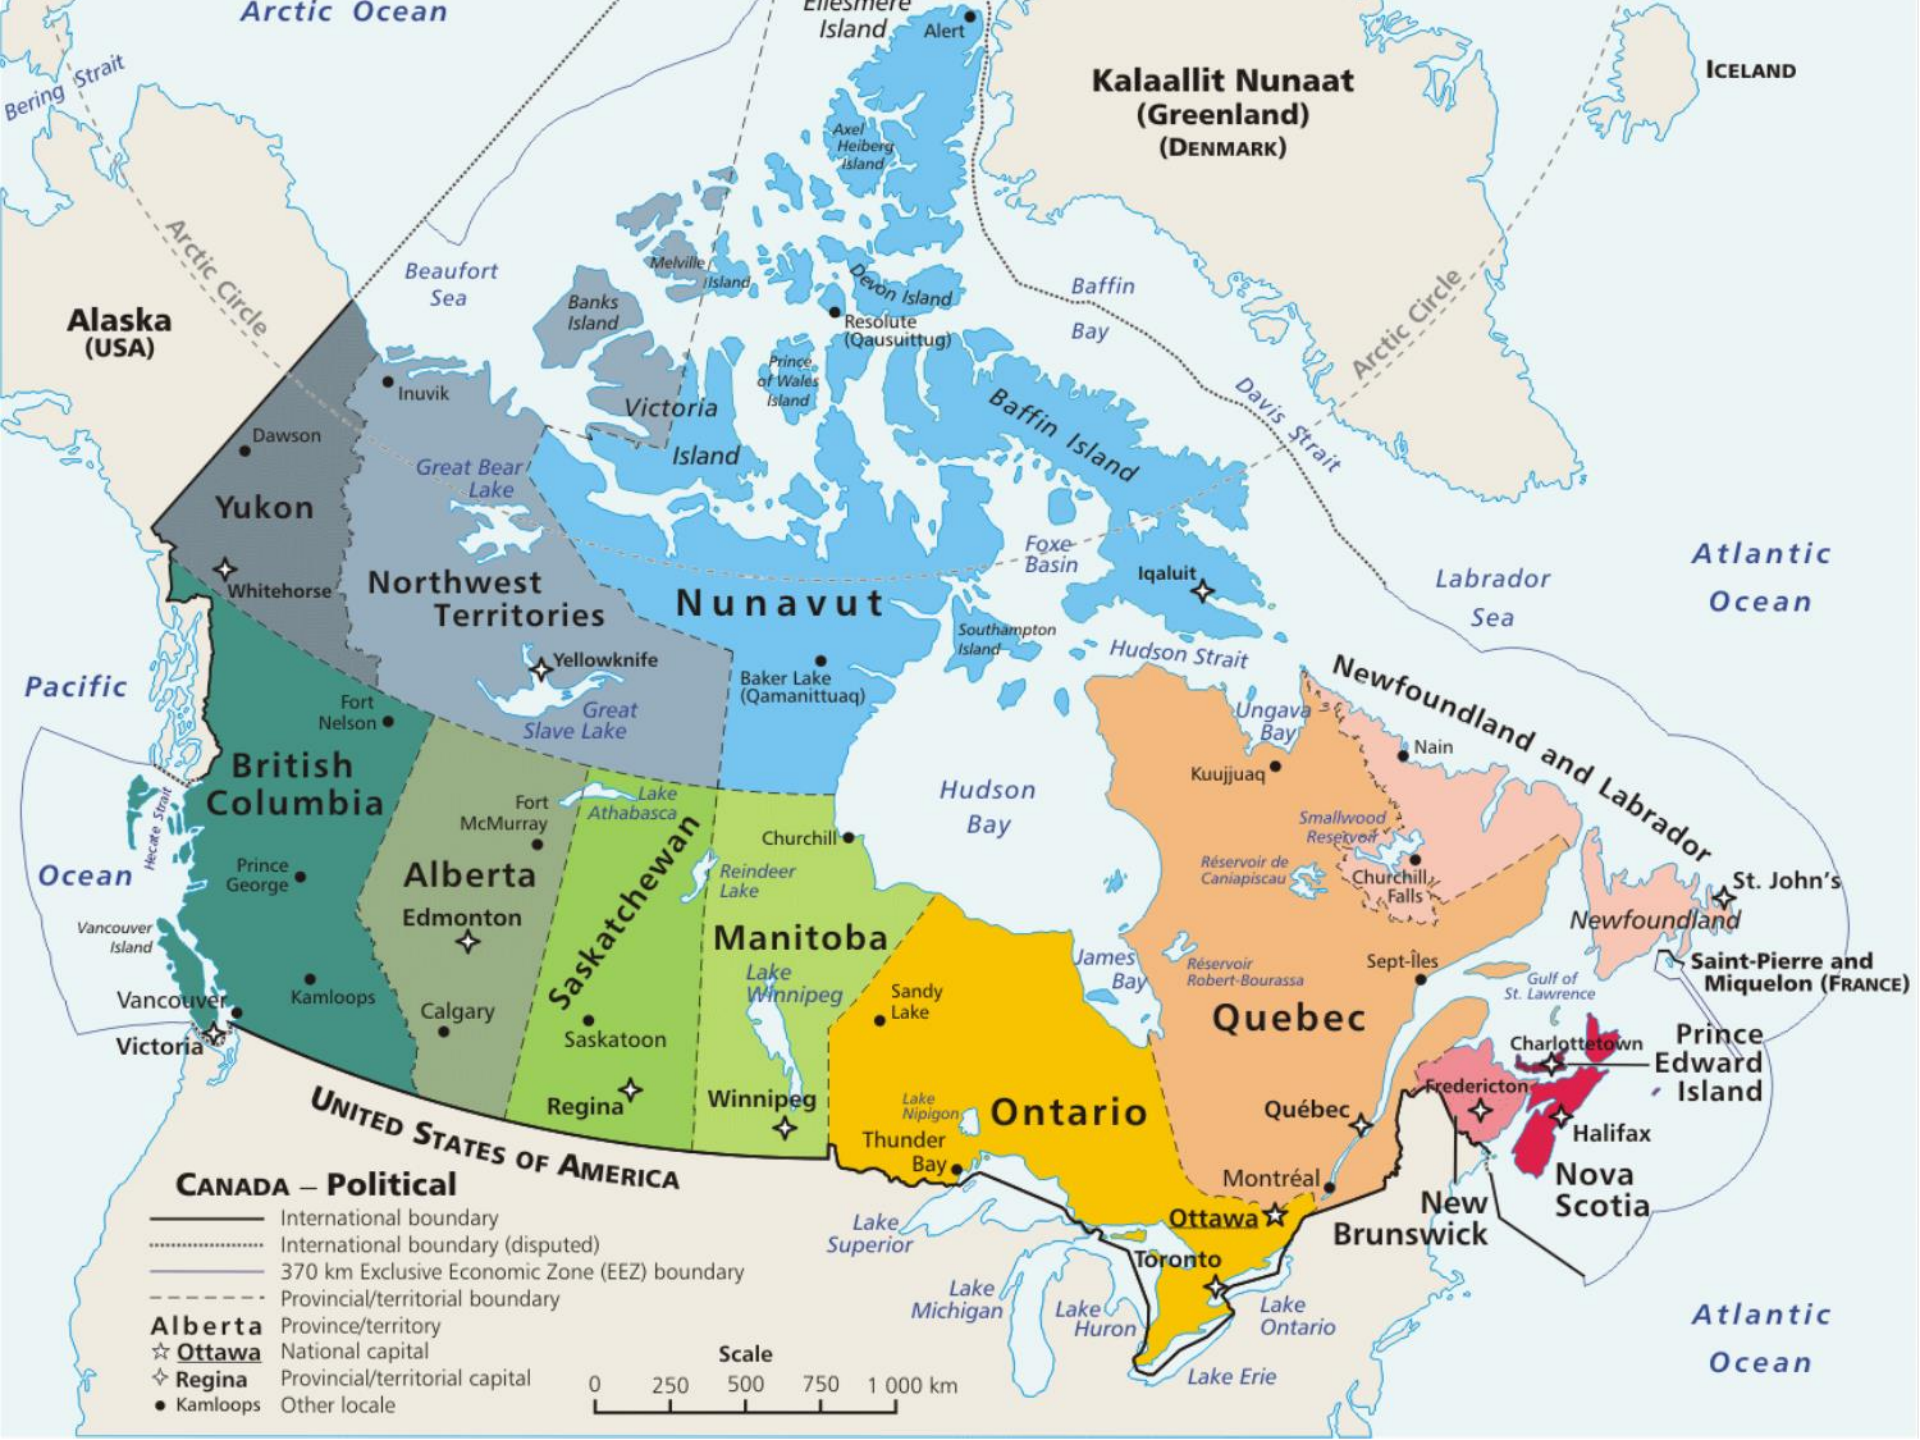 Arctic Ocean
Ellesmere
Island
Alert
Kalaallit Nunaat
(Greenland)
(DENMARK)
ICELAND
Bering Strait
Axel
Heiberg
Island
Arctic Circle
Beaufort
Sea
Melville
Island
Devon Island
Banks
Island
Resolute
(Qausuittuq)
Baffin
Bay
Arctic Circle
Alaska
(USA)
Prince
of Wales
Island
Inuvik
Victoria
Island
Baffin Island
Davis Strait
Dawson
Great Bear
Lake
Yukon
Whitehorse
Northwest
Territories
Nunavut
Foxe
Basin
Iqaluit
Labrador
Sea
Atlantic
Ocean
Southampton
Island
Hudson Strait
Yellowknife
Great
Slave Lake
Baker Lake
(Qamanittuaq)
Pacific
Ocean
Fort
Nelson
British
Columbia
Hecate Strait
Ungava
Bay
Nain
Newfoundland and Labrador
Kuujjuaq
Hudson
Bay
Fort
McMurray
Lake
Athabasca
Churchill
Smallwood
Reservoir
Réservoir de
Caniapiscau
Churchill
Falls
Prince
George
Alberta
Edmonton
Saskatchewan
Reindeer
Lake
St. John's
Newfoundland
Vancouver
Island
Manitoba
Lake
Winnipeg
James
Bay
Réservoir
Robert-Bourassa
Sept-Îles
Gulf of
St. Lawrence
Saint-Pierre and
Miquelon (FRANCE)
Vancouver
Victoria
Kamloops
Calgary
Saskatoon
Sandy
Lake
Quebec
Charlottetown
Prince
Edward
Island
Regina
Winnipeg
Lake
Nipigon
Ontario
Thunder
Bay
Québec
Fredericton
Halifax
Nova
Scotia
UNITED STATES OF AMERICA
Montréal
New
Brunswick
Ottawa
Toronto
Lake
Superior
Lake
Michigan
Lake
Huron
Lake
Ontario
Lake Erie
Atlantic
Ocean
CANADA – Political
International boundary
International boundary (disputed)
370 km Exclusive Economic Zone (EEZ) boundary
Provincial/territorial boundary
Alberta Province/territory
Ottawa National capital
Regina Provincial/territorial capital
Kamloops Other locale
Scale
0 250 500 750 1 000 km